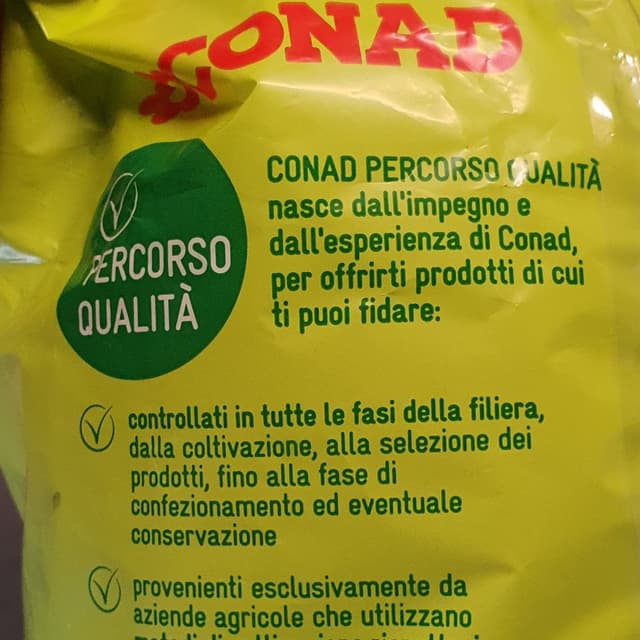 CONAD
PERCORSO
QUALITÀ
CONAD PERCORSO QUALITÀ
nasce dall'impegno e
dall'esperienza di Conad,
per offrirti prodotti di cui
ti puoi fidare:
controllati in tutte le fasi della filiera,
dalla coltivazione, alla selezione dei
prodotti, fino alla fase di
confezionamento ed eventuale
conservazione
provenienti esclusivamente da
aziende agricole che utilizzano